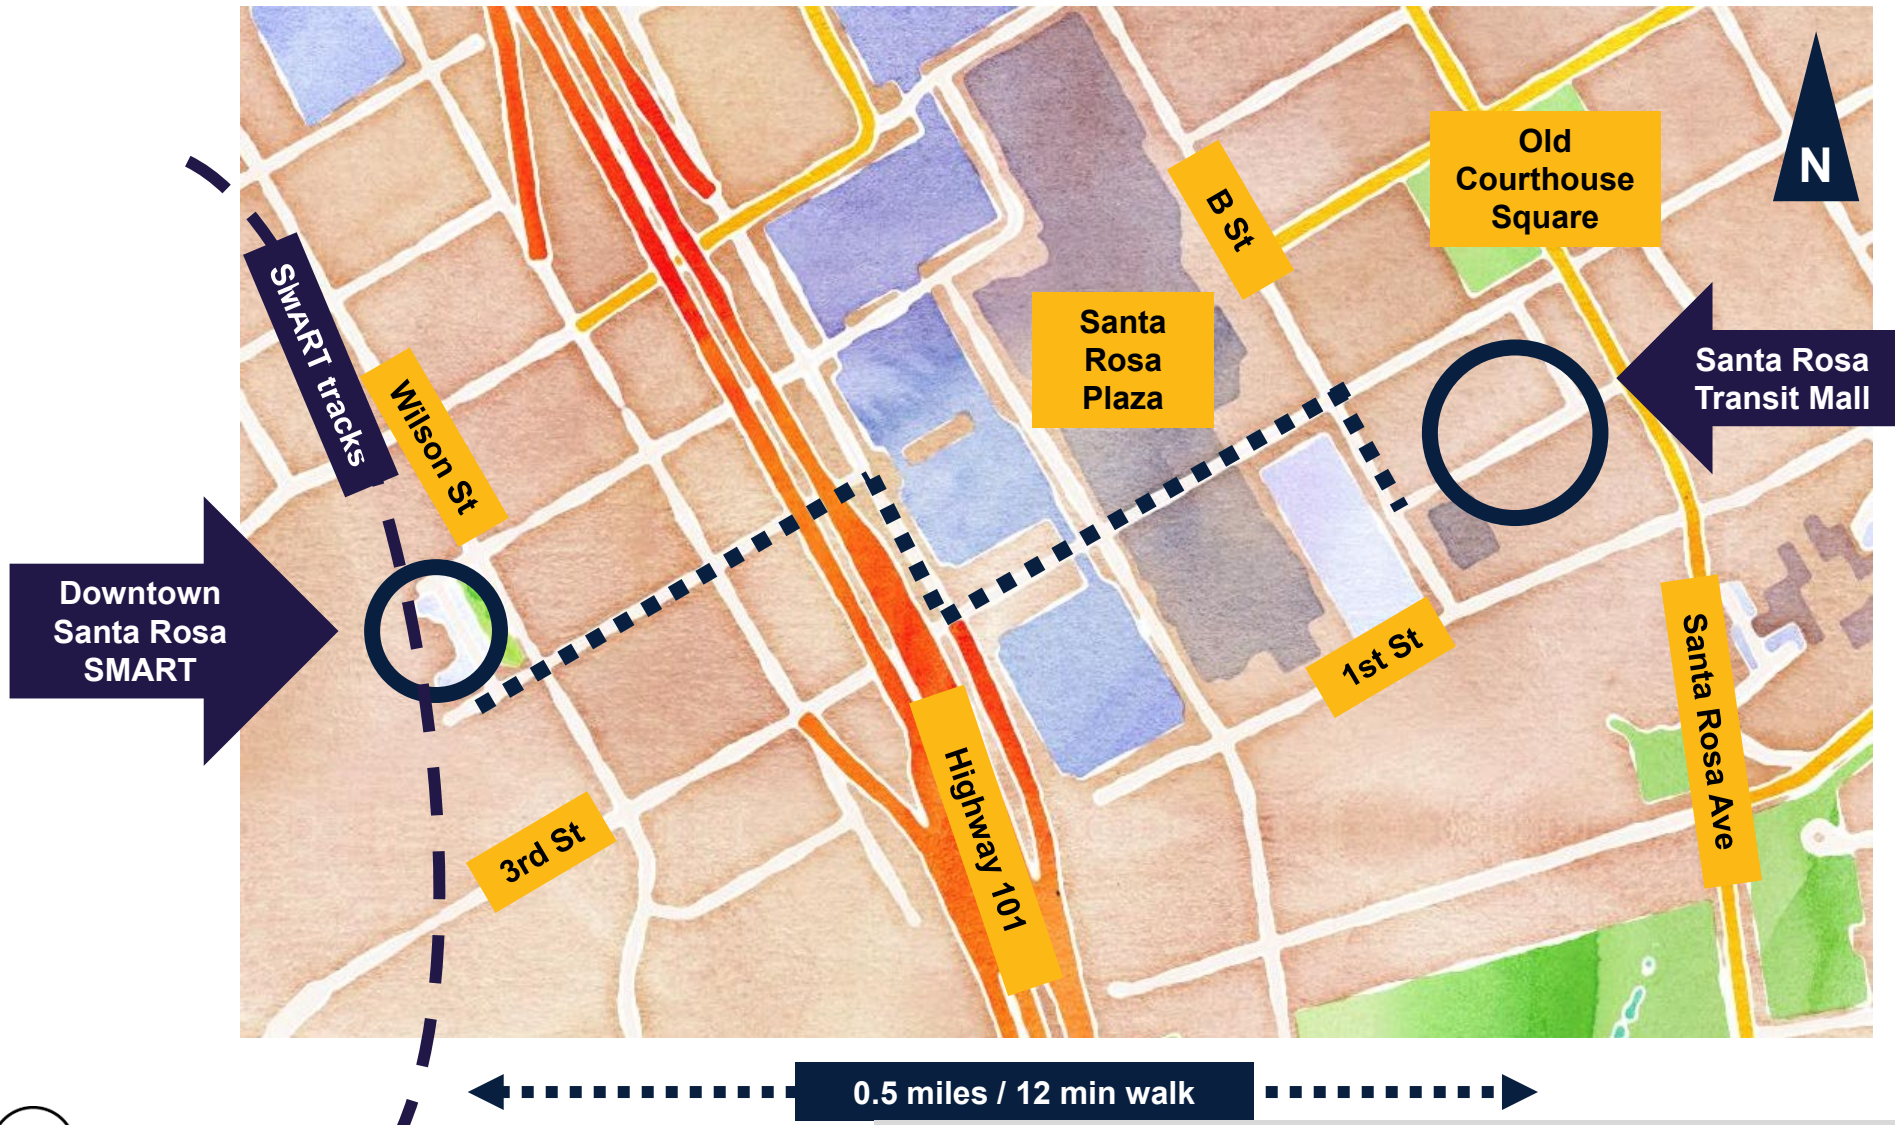 Old
Courthouse
Square
N
B St
SMART tracks
Santa
Rosa
Plaza
Santa Rosa
Transit Mall
Wilson St
Downtown
Santa Rosa
SMART
1st St
Santa Rosa Ave
Highway 101
3rd St
0.5 miles / 12 min walk